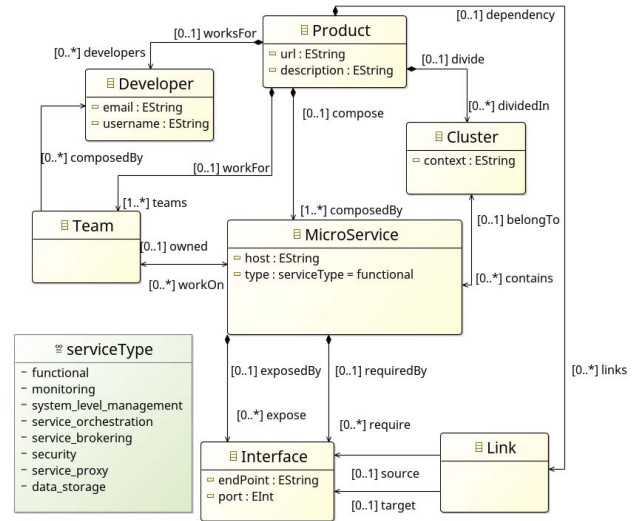 [0..1] dependency
Product
url : EString
description : EString
[0..1] worksFor
[0..*] developers
[0..1] divide
Developer
email : EString
username : EString
[0..1] compose
[0..*] dividedIn
Cluster
context : EString
[0..*] composedBy
[0..1] workFor
[1..*] teams
[1..*] composedBy
[0..1] belongTo
Team
MicroService
host : EString
type : serviceType = functional
[0..1] owned
[0..*] workOn
[0..*] contains
serviceType
functional
monitoring
system_level_management
service_orchestration
service_brokering
security
service_proxy
data_storage
[0..1] exposedBy
[0..1] requiredBy
[0..*] links
[0..*] expose
[0..*] require
Interface
endPoint : EString
port : EInt
Link
[0..1] source
[0..1] target